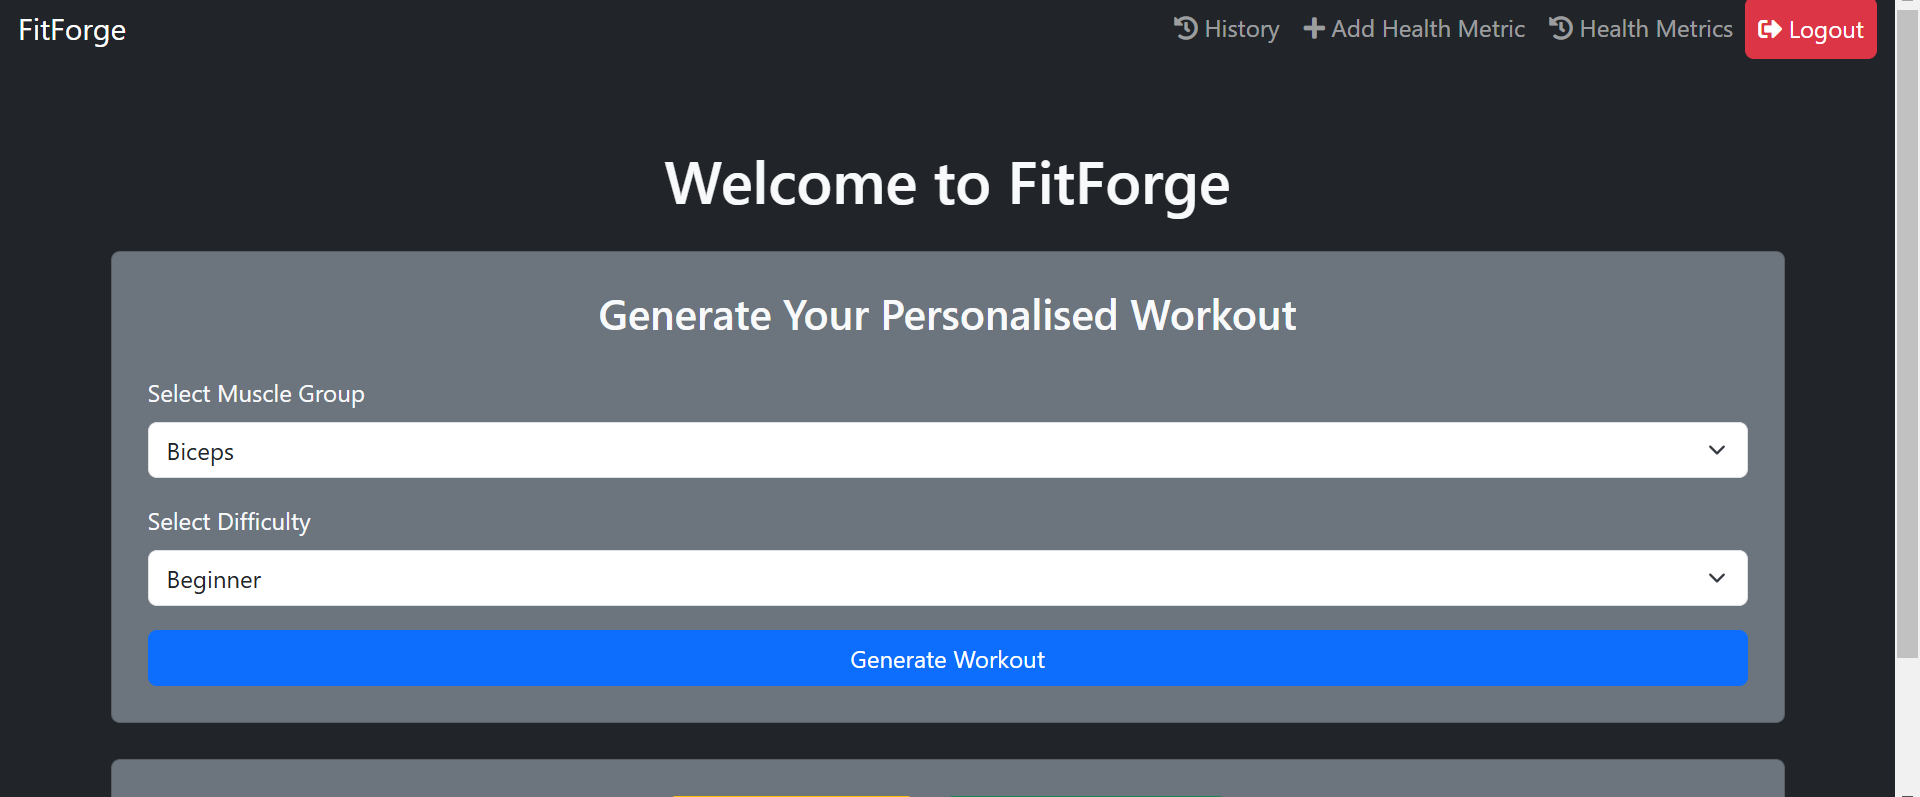 FitForge
History
Add Health Metric
Health Metrics
Logout
Welcome to FitForge
Generate Your Personalised Workout
Select Muscle Group
Biceps
Select Difficulty
Beginner
Generate Workout